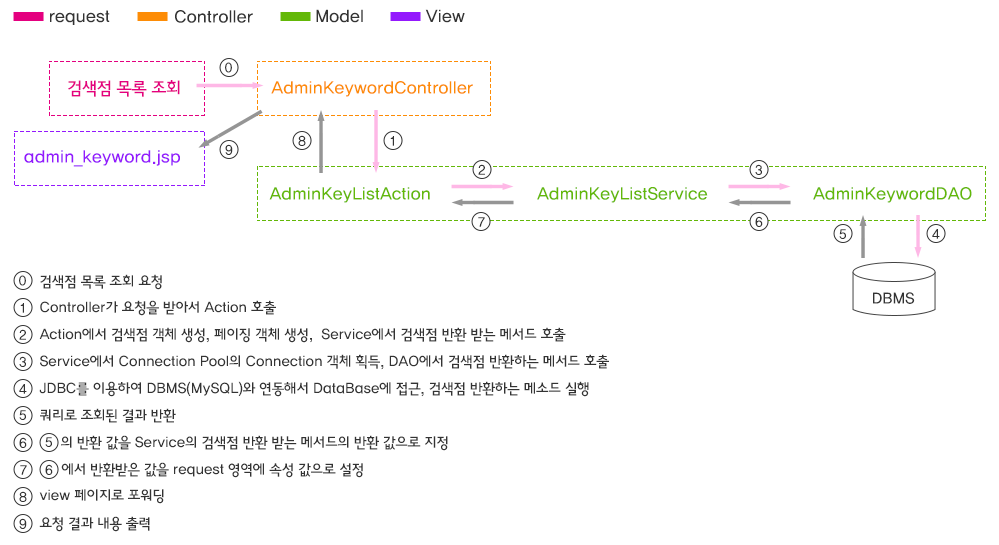 request Controller Model View
⓪
검색점 목록 조회 AdminKeywordController
⑨ ⑧ ①
admin_keyword.jsp
② ③
AdminKeyListAction AdminKeyListService AdminKeywordDAO
⑦ ⑥ ⑤ ④
DBMS
⓪ 검색점 목록 조회 요청
① Controller가 요청을 받아서 Action 호출
② Action에서 검색점 객체 생성, 페이징 객체 생성, Service에서 검색점 반환 받는 메서드 호출
③ Service에서 Connection Pool의 Connection 객체 획득, DAO에서 검색점 반환하는 메서드 호출
④ JDBC를 이용하여 DBMS(MySQL)와 연동해서 DataBase에 접근, 검색점 반환하는 메소드 실행
⑤ 쿼리로 조회된 결과 반환
⑥ ⑤의 반환 값을 Service의 검색점 반환 받는 메서드의 반환 값으로 지정
⑦ ⑥에서 반환받은 값을 request 영역에 속성 값으로 설정
⑧ view 페이지로 포워딩
⑨ 요청 결과 내용 출력